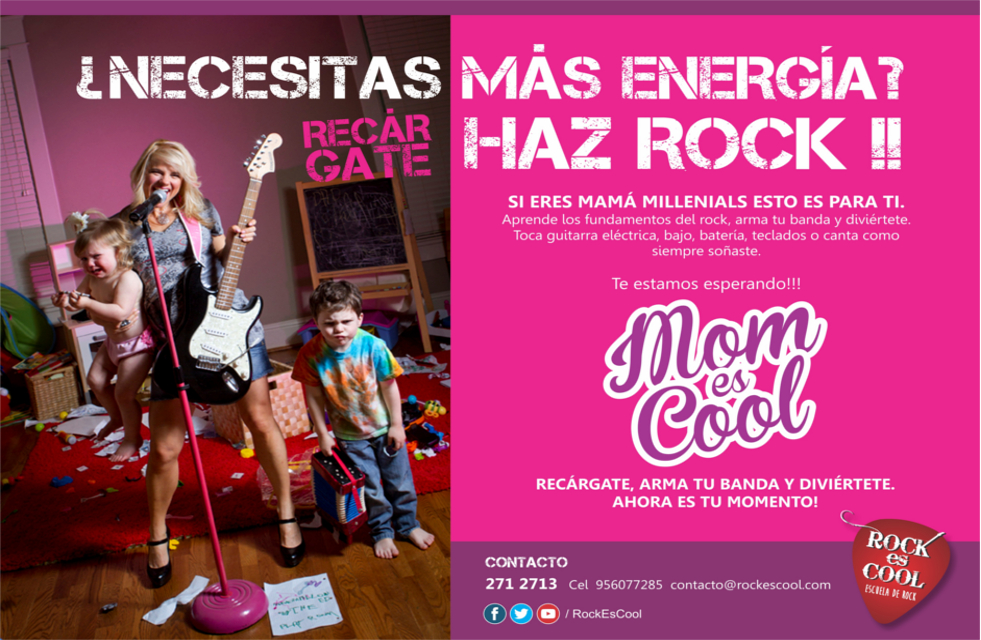 ¿NECESITAS MÁS ENERGÍA?
RECÁR
GATE
HAZ ROCK !!
SI ERES MAMÁ MILLENIALS ESTO ES PARA TI.
Aprende los fundamentos del rock, arma tu banda y diviértete.
Toca guitarra eléctrica, bajo, batería, teclados o canta como
siempre soñaste.
Te estamos esperando!!!
Mom
es
Cool
RECÁRGATE, ARMA TU BANDA Y DIVIÉRTETE.
AHORA ES TU MOMENTO!
CONTACTO
271 2713 Cel 956077285 contacto@rockescool.com
/ RockEsCool
ROCK
es
COOL
ESCUELA DE ROCK